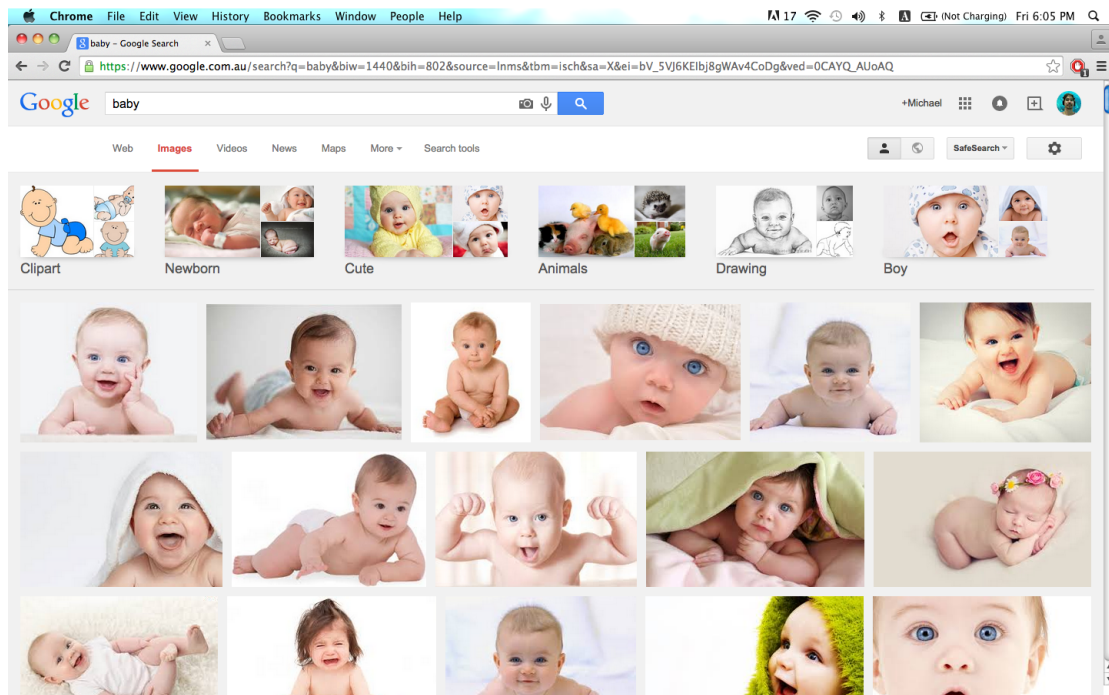 Chrome File Edit View History Bookmarks Window People Help 17 (Not Charging) Fri 6:05 PM
baby - Google Search
https://www.google.com.au/search?q=baby&biw=1440&bih=802&source=lnms&tbm=isch&sa=X&ei=bV_5VJ6KEIbj8gWAv4CoDg&ved=0CAYQ_AUoAQ
1
Google baby +Michael
Web Images Videos News Maps More Search tools SafeSearch
Clipart Newborn Cute Animals Drawing Boy